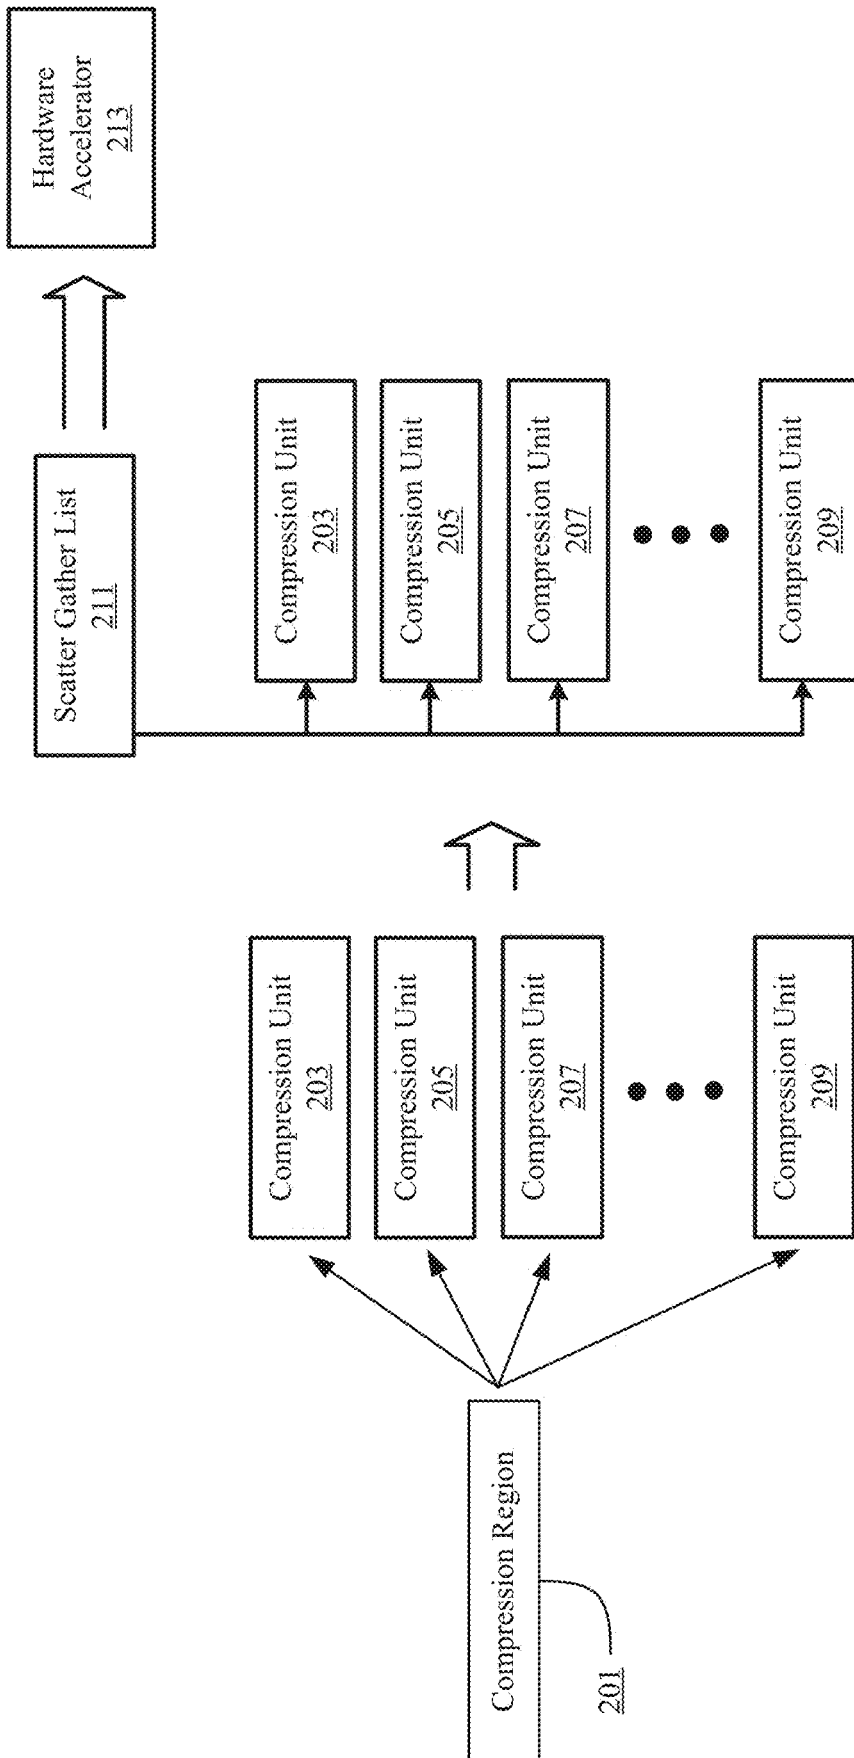 Compression Region
201
Compression Unit
203
Compression Unit
205
Compression Unit
207
Compression Unit
209
Scatter Gather List
211
Compression Unit
203
Compression Unit
205
Compression Unit
207
Compression Unit
209
Hardware
Accelerator
213